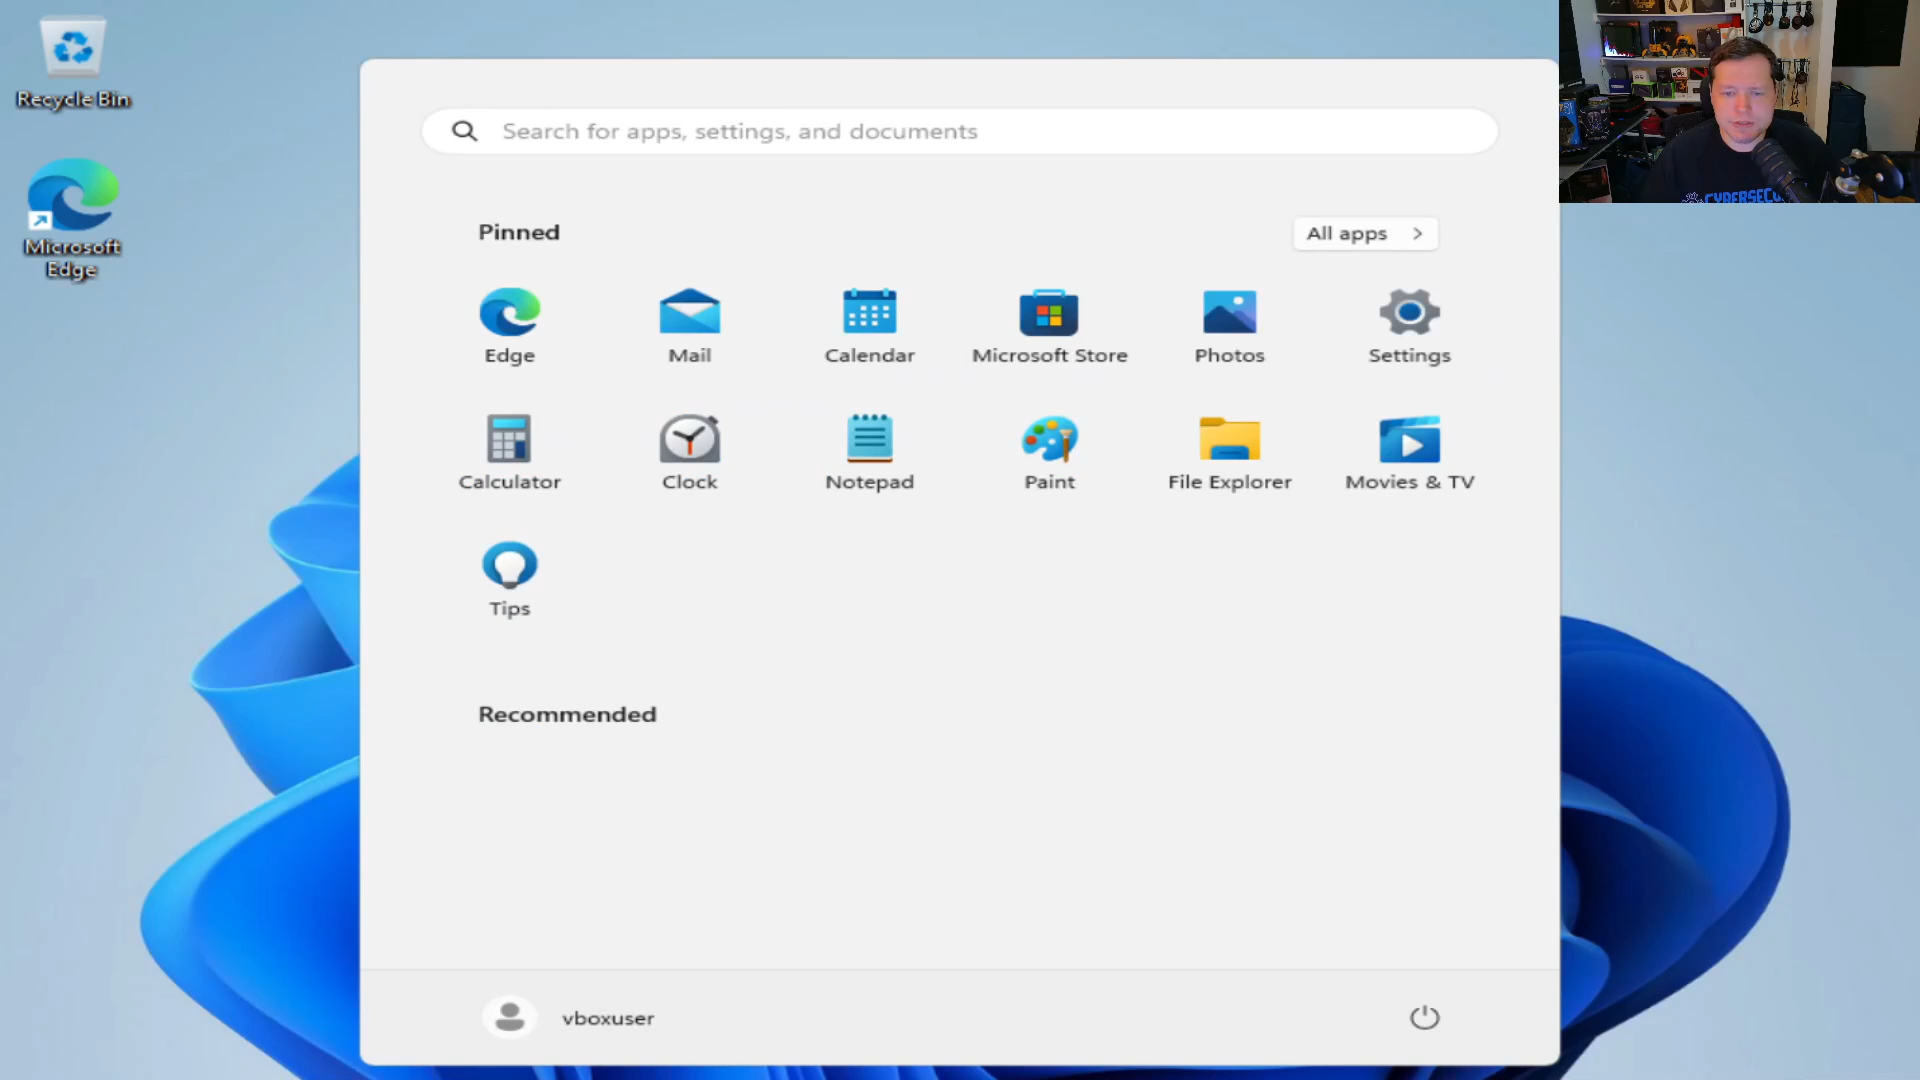 Recycle Bin
Microsoft
Edge
Search for apps, settings, and documents
Pinned
All apps
Edge
Mail
Calendar
Microsoft Store
Photos
Settings
Calculator
Clock
Notepad
Paint
File Explorer
Movies & TV
Tips
Recommended
vboxuser